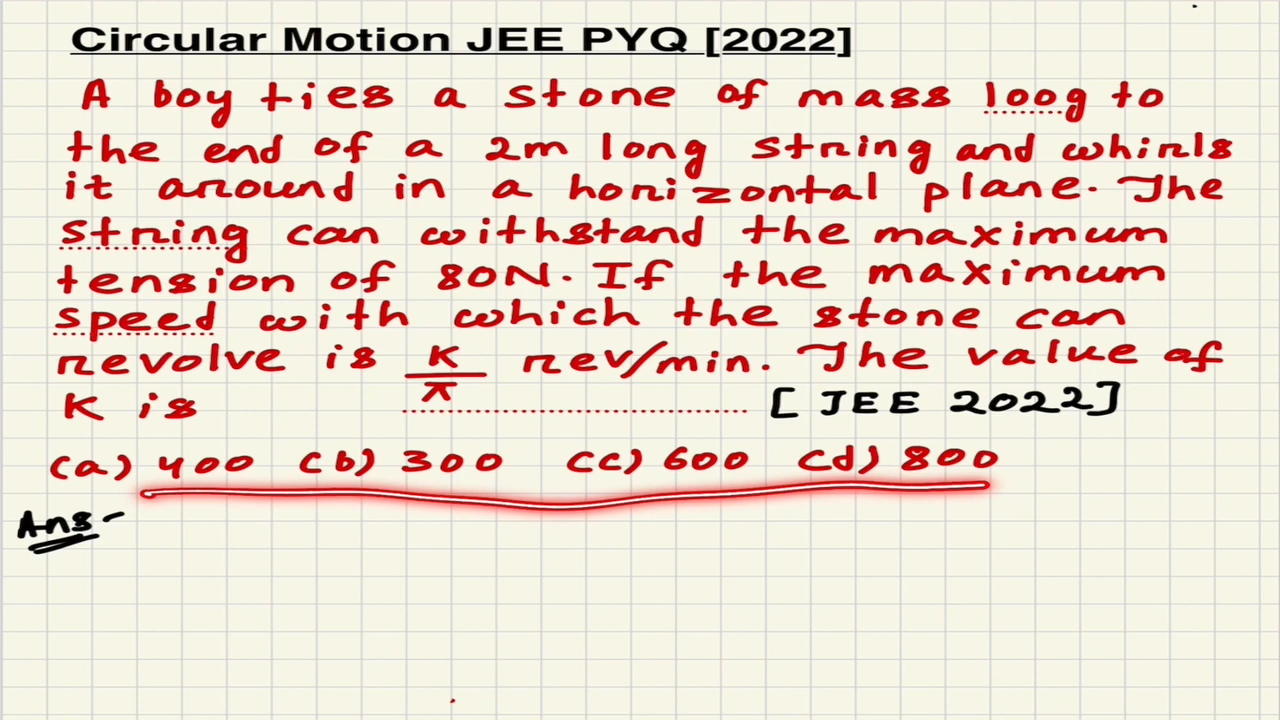 Circular Motion JEE PYQ [2022]
A boy ties a stone of mass 100g to
the end of a 2m long string and whirls
it around in a horizontal plane. The
string can withstand the maximum
tension of 80N. If the maximum
speed with which the stone can
revolve is K/π rev/min. The value of
K is [JEE 2022]
(a) 400 (b) 300 (c) 600 (d) 800
Ans-